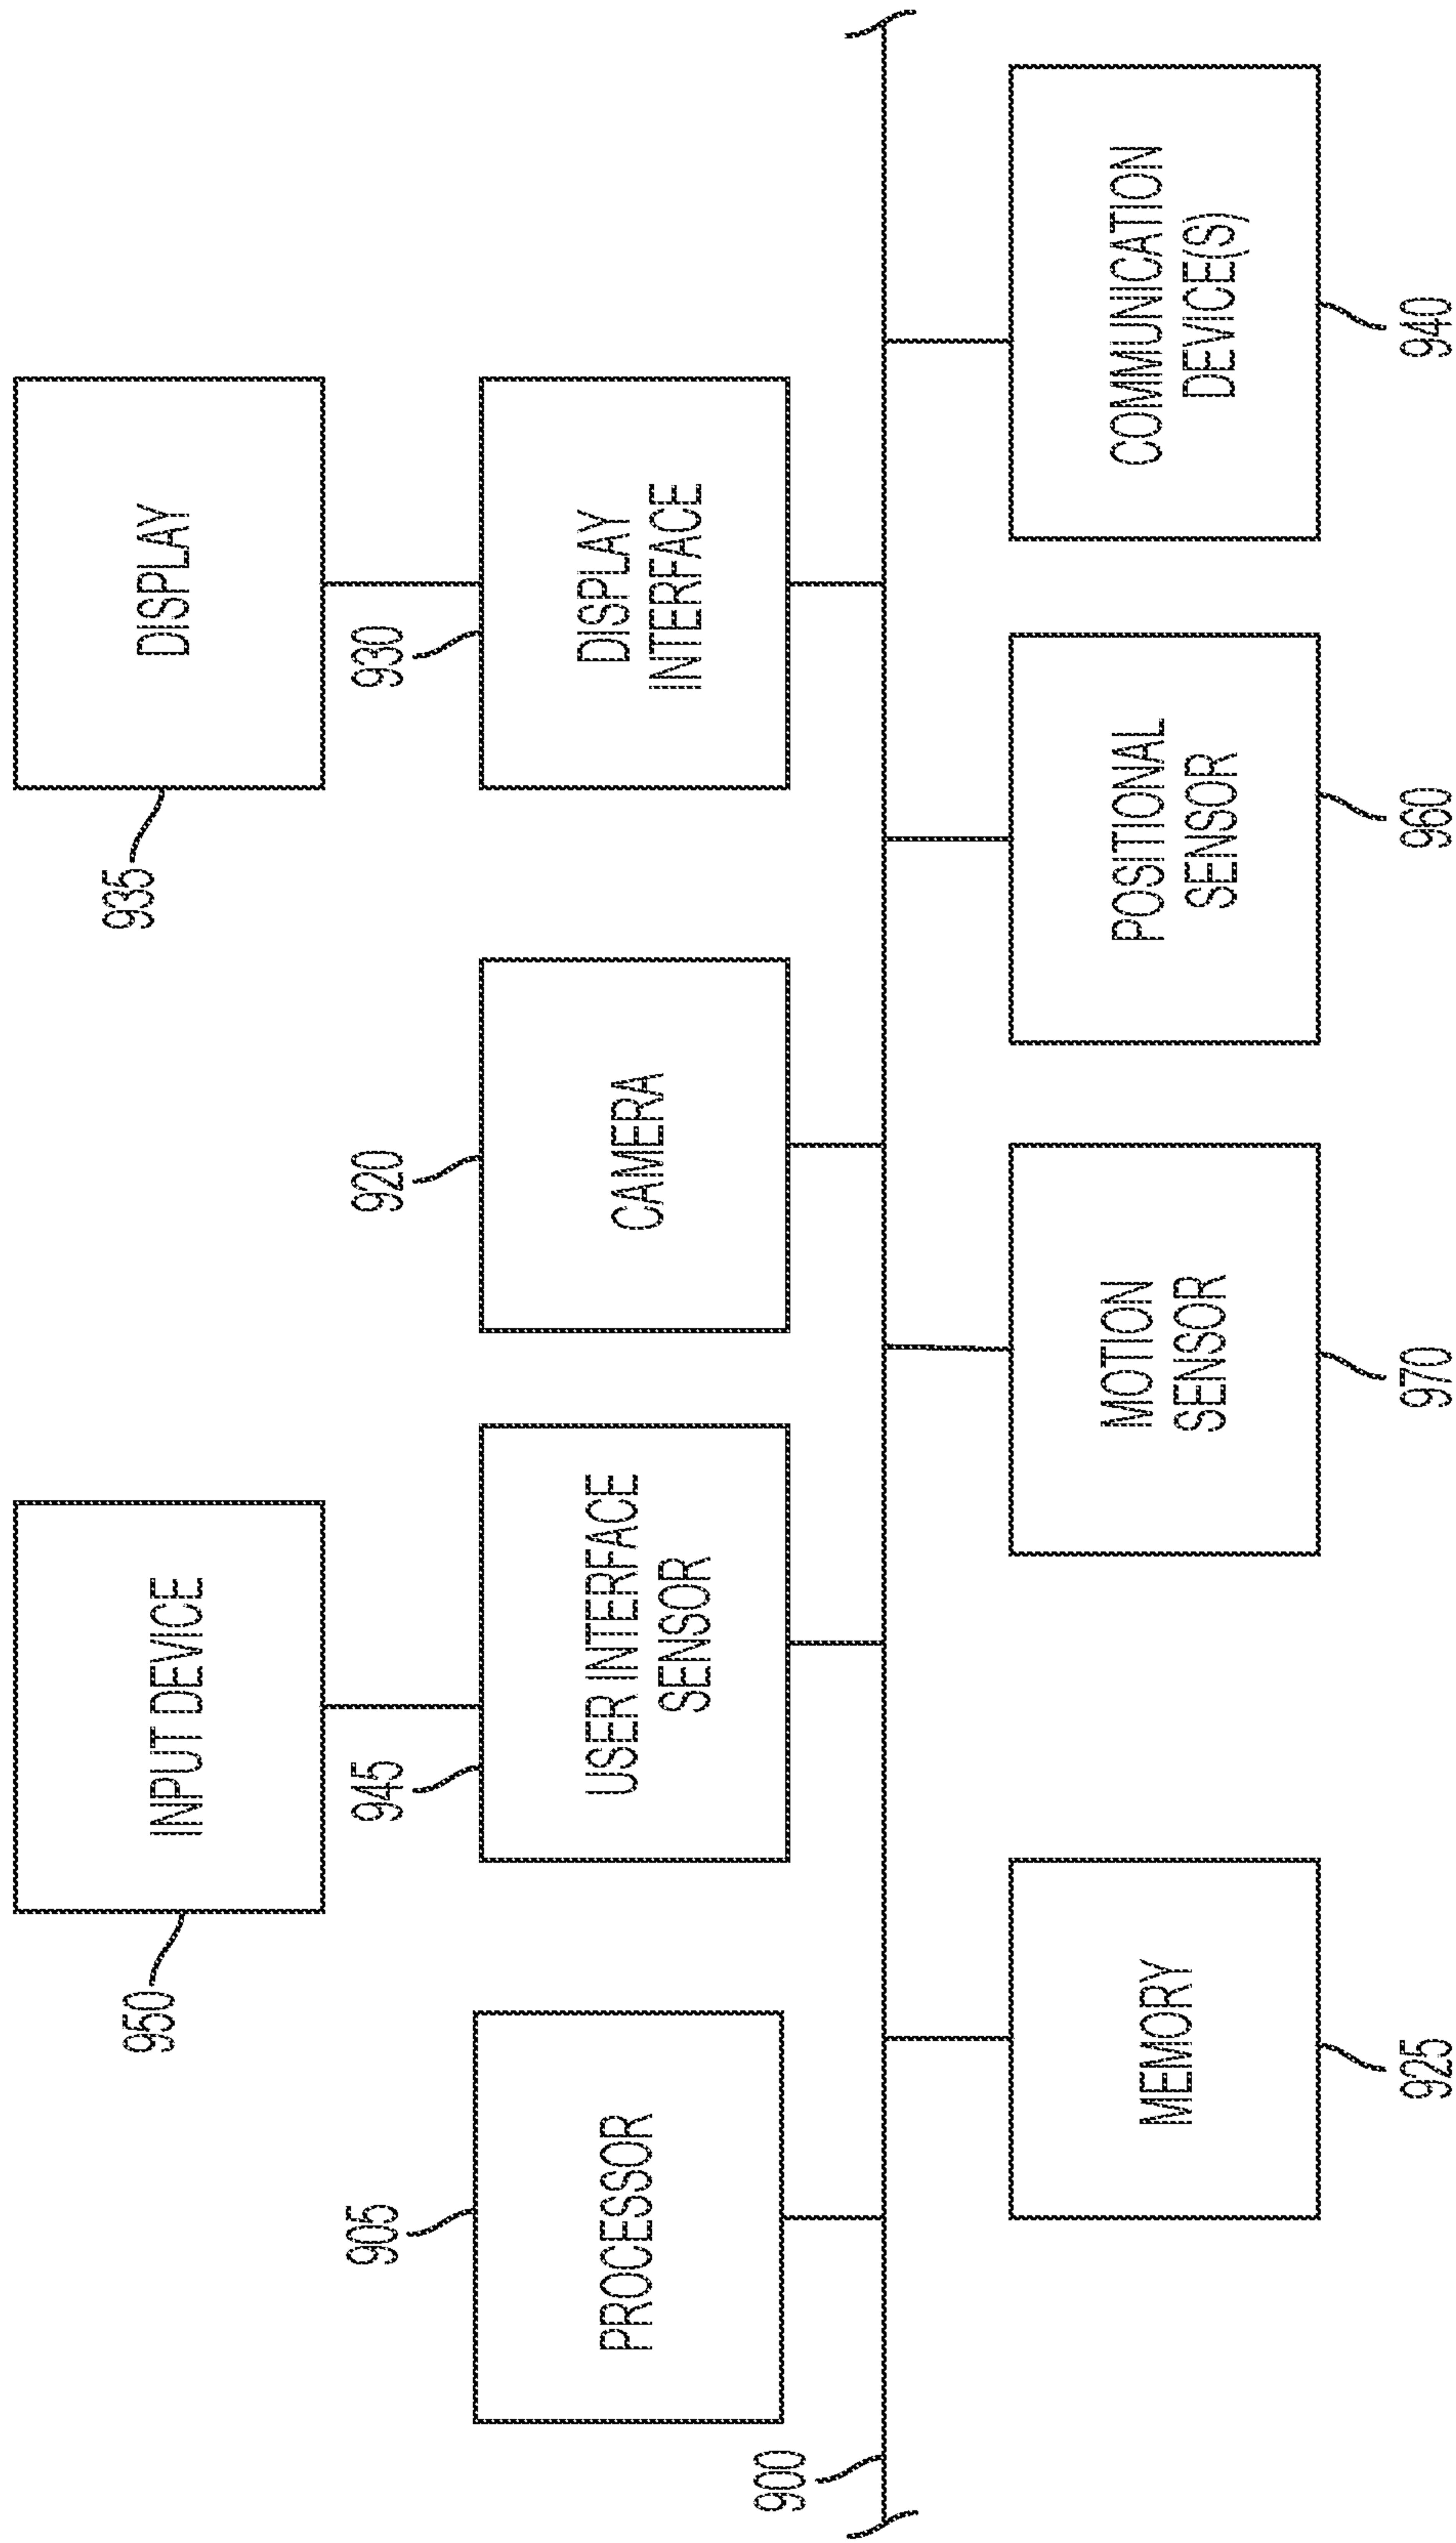 950
INPUT DEVICE
935
DISPLAY
905
PROCESSOR
945
USER INTERFACE
SENSOR
920
CAMERA
930
DISPLAY
INTERFACE
900
MEMORY
925
MOTION
SENSOR
970
POSITIONAL
SENSOR
960
COMMUNICATION
DEVICE(S)
940